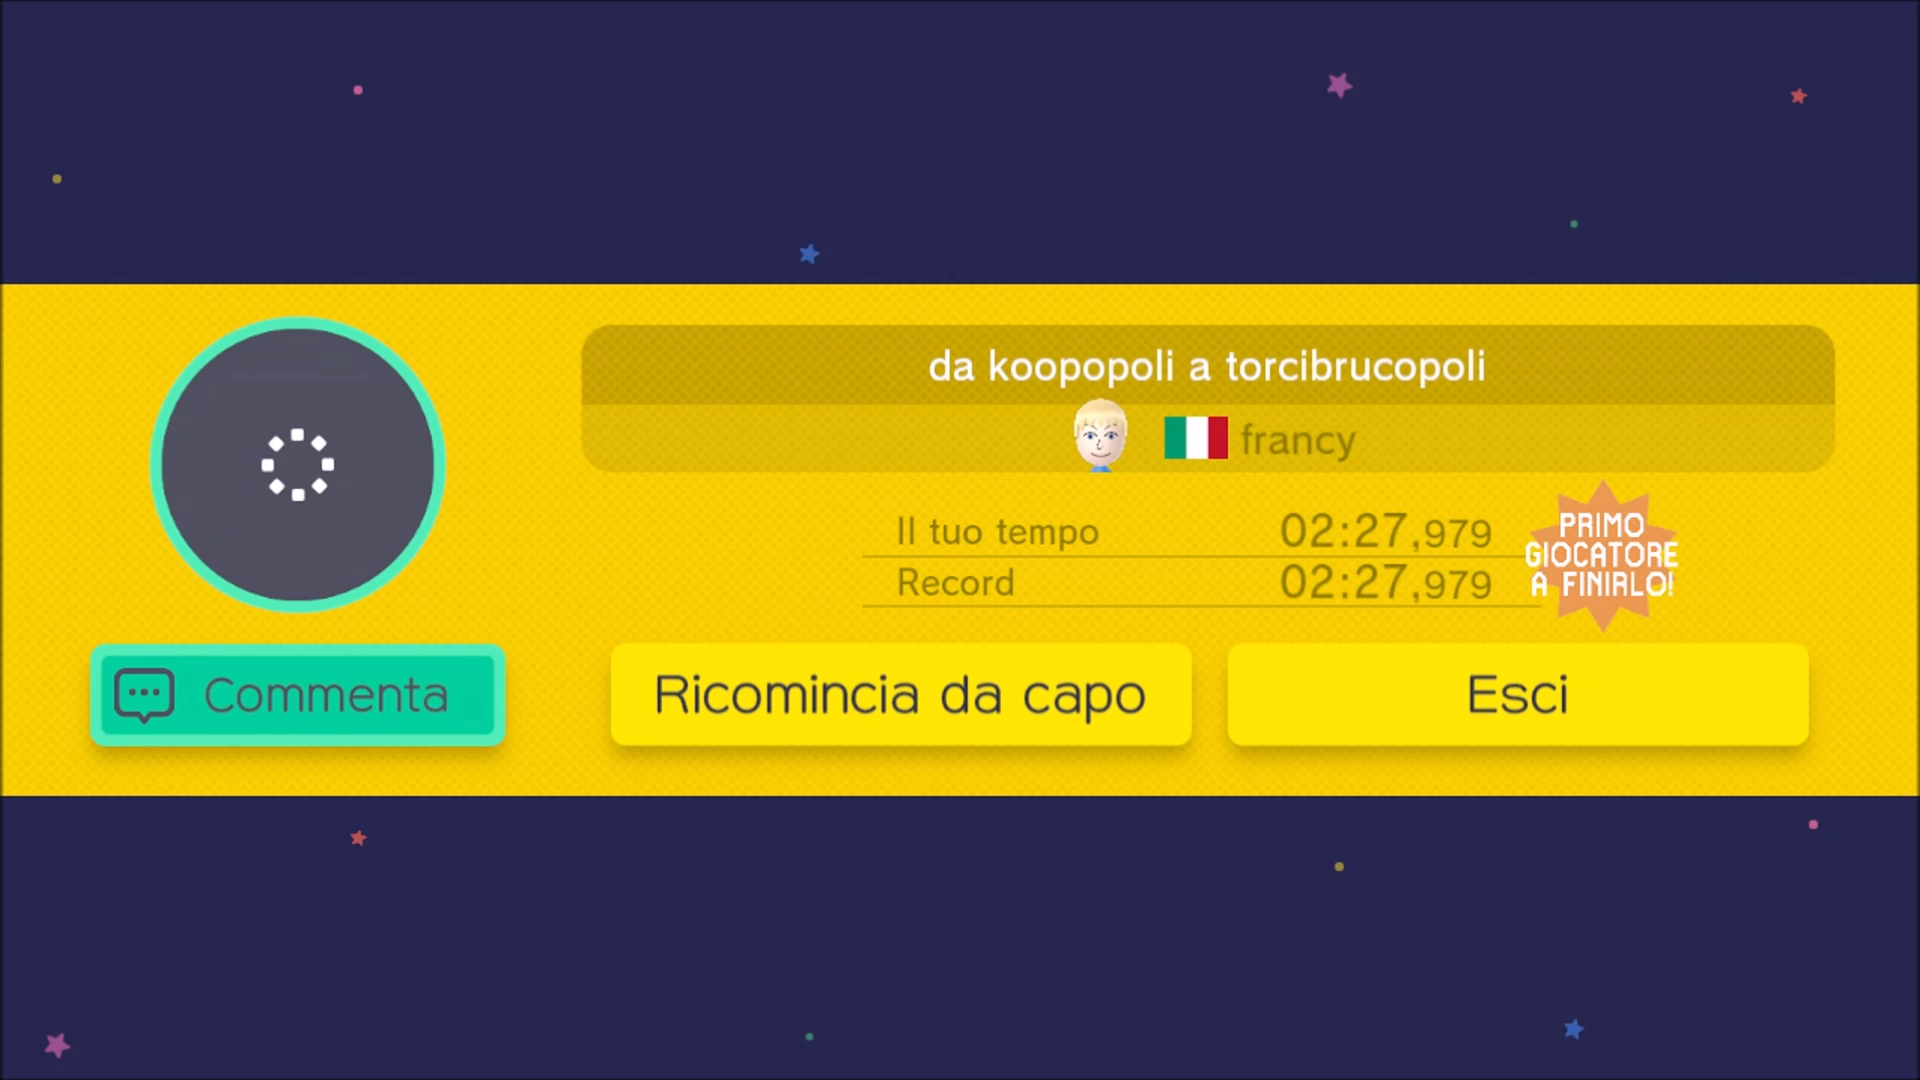 da koopopoli a torcibrucopoli
francy
Il tuo tempo 02:27,979
Record 02:27,979
PRIMO
GIOCATORE
A FINIRLO!
Commenta
Ricomincia da capo
Esci